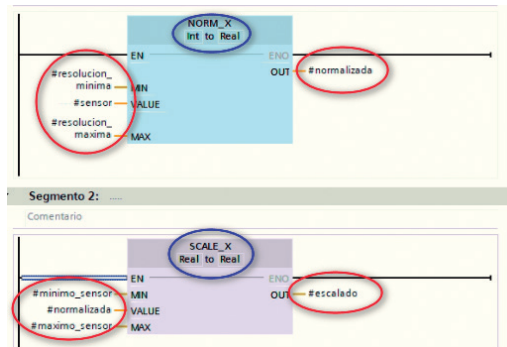 NORM_X
Int to Real
EN
ENO
#resolucion_
minima
MIN
OUT
#normalizada
#sensor
VALUE
#resolucion_
maxima
MAX
Segmento 2: .....
Comentario
SCALE_X
Real to Real
EN
ENO
#minimo_sensor
MIN
OUT
#escalado
#normalizada
VALUE
#maximo_sensor
MAX